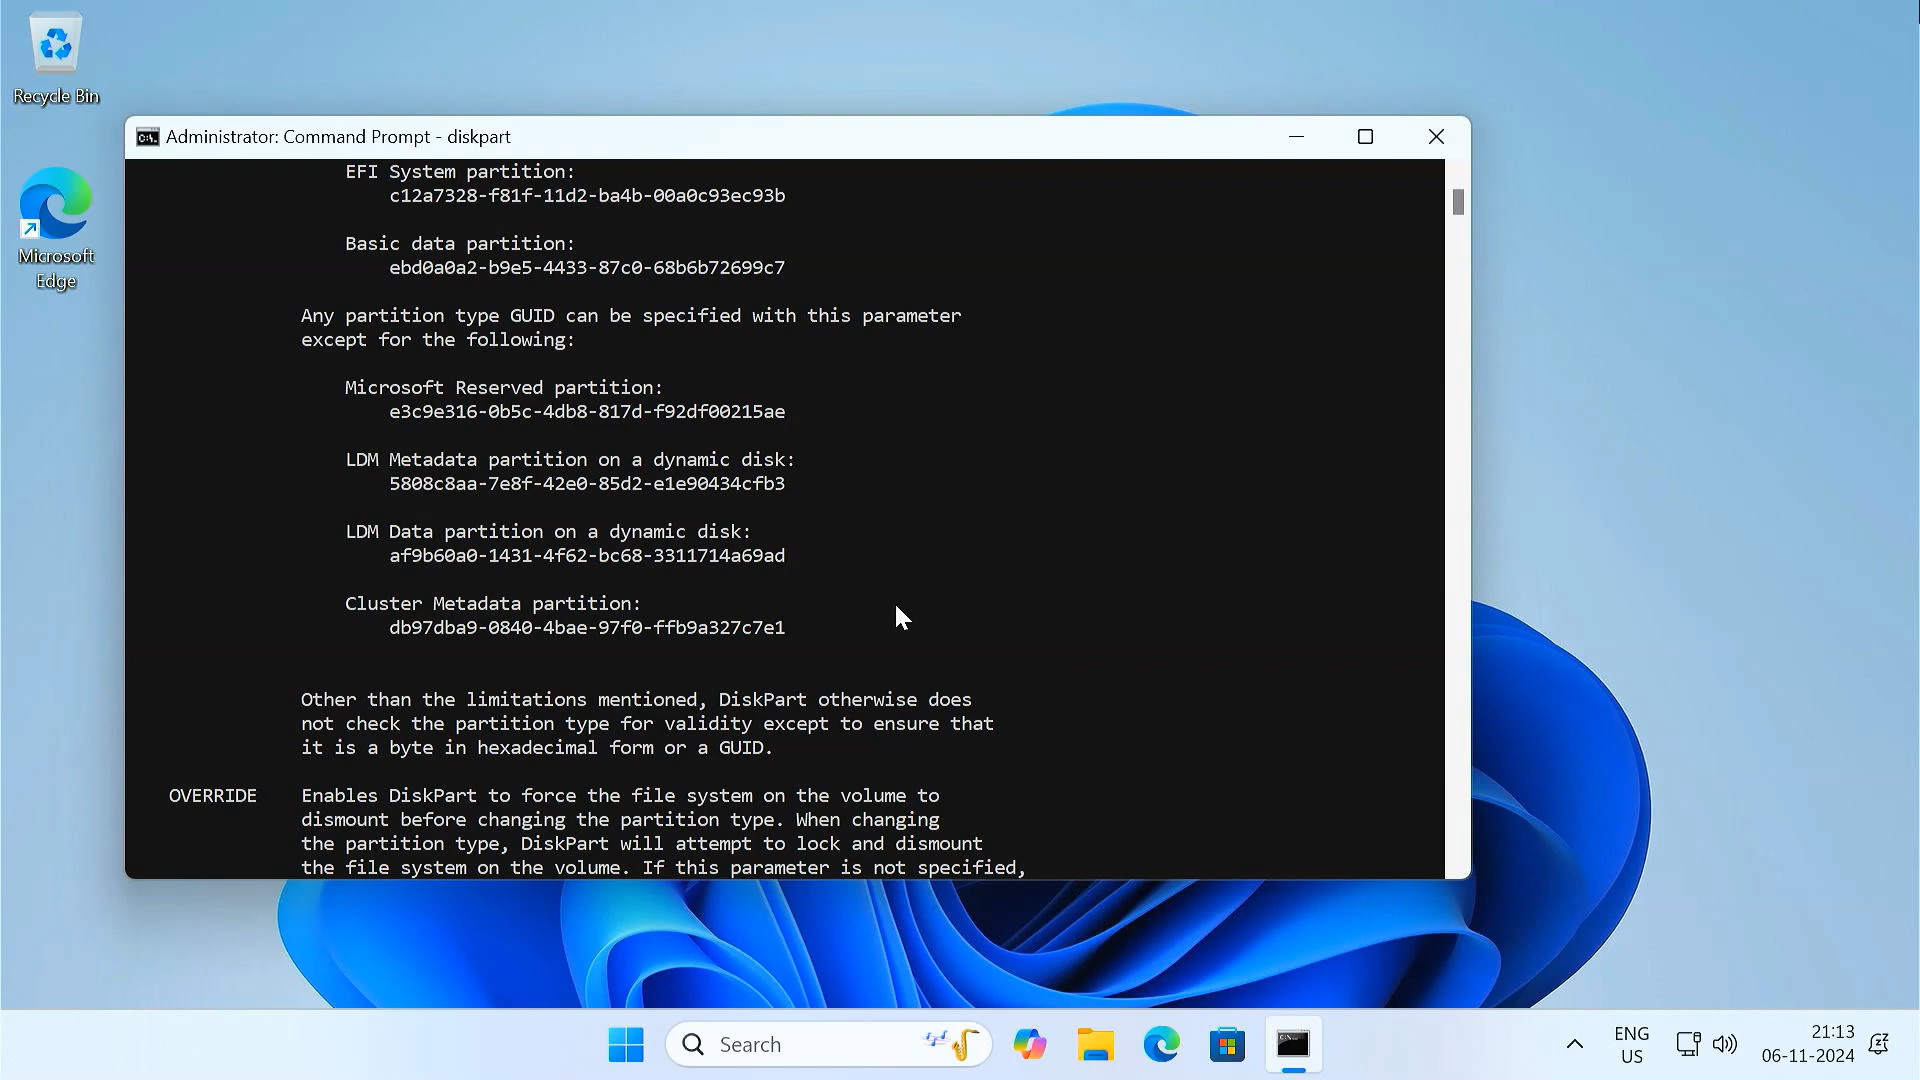 Recycle Bin
Microsoft
Edge
Administrator: Command Prompt - diskpart
EFI System partition:
c12a7328-f81f-11d2-ba4b-00a0c93ec93b
Basic data partition:
ebd0a0a2-b9e5-4433-87c0-68b6b72699c7
Any partition type GUID can be specified with this parameter
except for the following:
Microsoft Reserved partition:
e3c9e316-0b5c-4db8-817d-f92df00215ae
LDM Metadata partition on a dynamic disk:
5808c8aa-7e8f-42e0-85d2-e1e90434cfb3
LDM Data partition on a dynamic disk:
af9b60a0-1431-4f62-bc68-3311714a69ad
Cluster Metadata partition:
db97dba9-0840-4bae-97f0-ffb9a327c7e1
Other than the limitations mentioned, DiskPart otherwise does
not check the partition type for validity except to ensure that
it is a byte in hexadecimal form or a GUID.
OVERRIDE Enables DiskPart to force the file system on the volume to
dismount before changing the partition type. When changing
the partition type, DiskPart will attempt to lock and dismount
the file system on the volume. If this parameter is not specified,
Search
ENG
US
21:13
06-11-2024